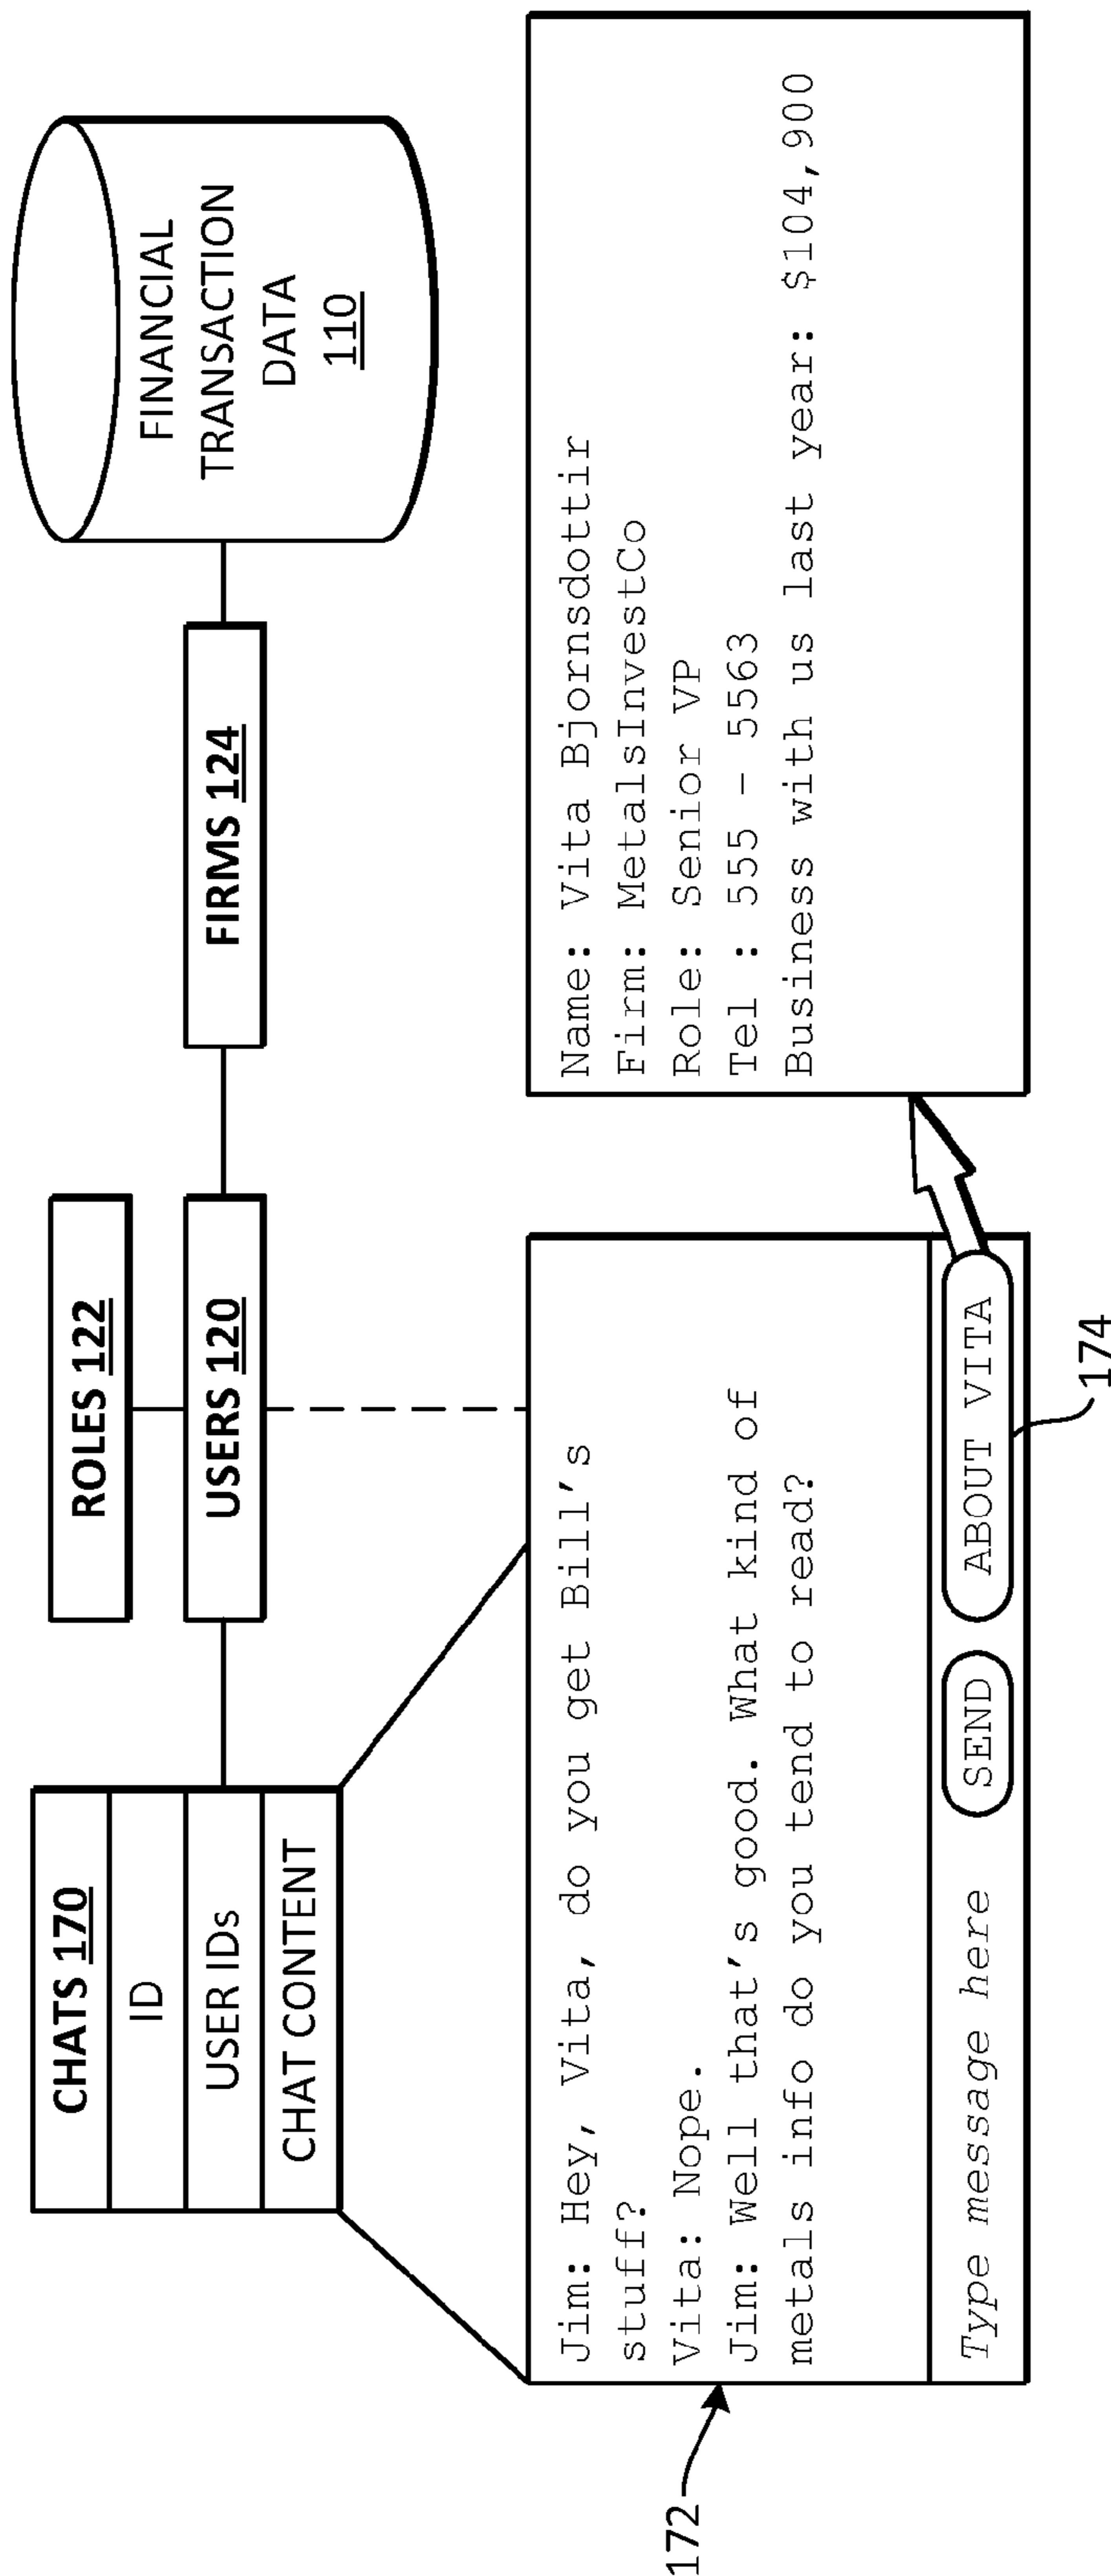 CHATS 170
ID
USER IDs
CHAT CONTENT
ROLES 122
USERS 120
FIRMS 124
FINANCIAL
TRANSACTION
DATA
110
172
Jim: Hey, Vita, do you get Bill's
stuff?
Vita: Nope.
Jim: Well that's good. What kind of
metals info do you tend to read?
Type message here
SEND
ABOUT VITA
174
Name: Vita Bjornsdottir
Firm: MetalsInvestCo
Role: Senior VP
Tel : 555 - 5563
Business with us last year: $104,900